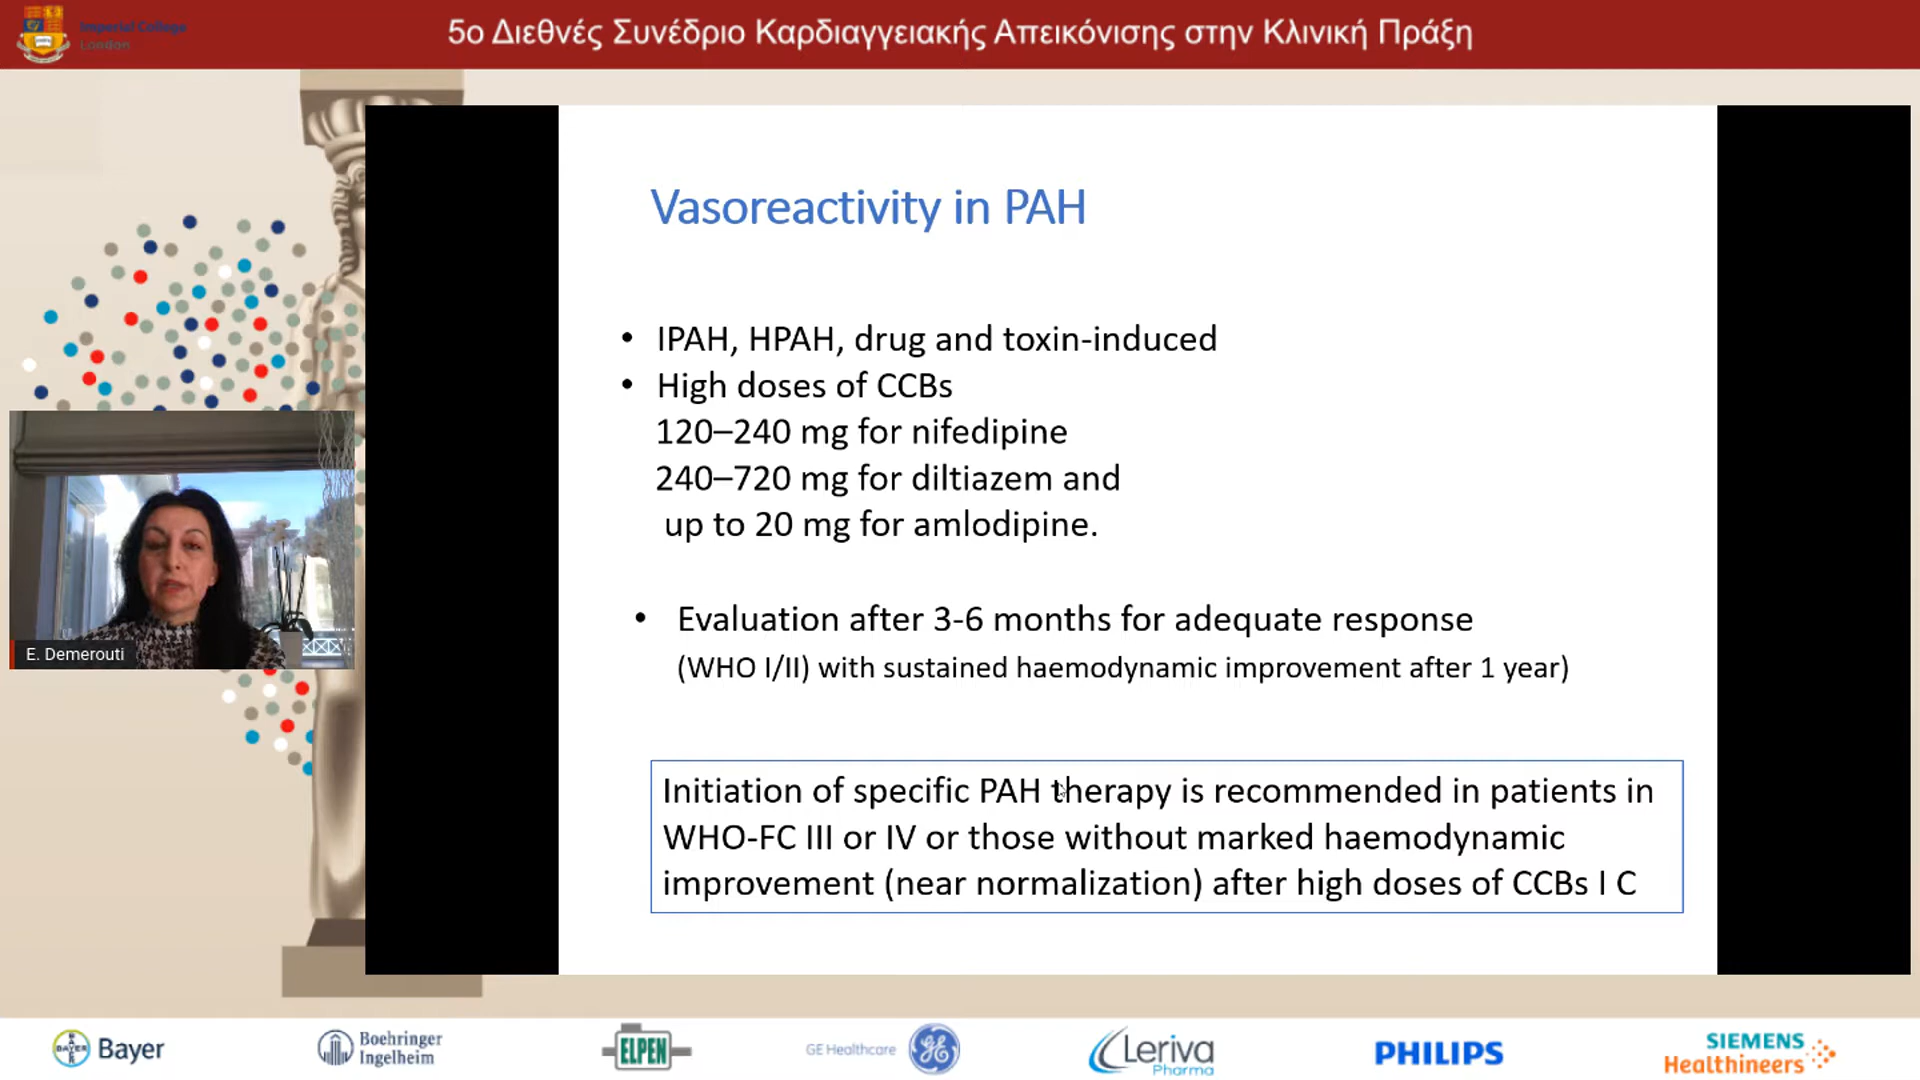 Imperial College
London
5ο Διεθνές Συνέδριο Καρδιαγγειακής Απεικόνισης στην Κλινική Πράξη
Vasoreactivity in PAH
• IPAH, HPAH, drug and toxin-induced
• High doses of CCBs
120–240 mg for nifedipine
240–720 mg for diltiazem and
up to 20 mg for amlodipine.
• Evaluation after 3-6 months for adequate response
(WHO I/II) with sustained haemodynamic improvement after 1 year)
Initiation of specific PAH therapy is recommended in patients in
WHO-FC III or IV or those without marked haemodynamic
improvement (near normalization) after high doses of CCBs I C
E. Demerouti
BAYER
Bayer
Boehringer
Ingelheim
ELPEN
GE Healthcare
GE
Leriva
Pharma
PHILIPS
SIEMENS
Healthineers